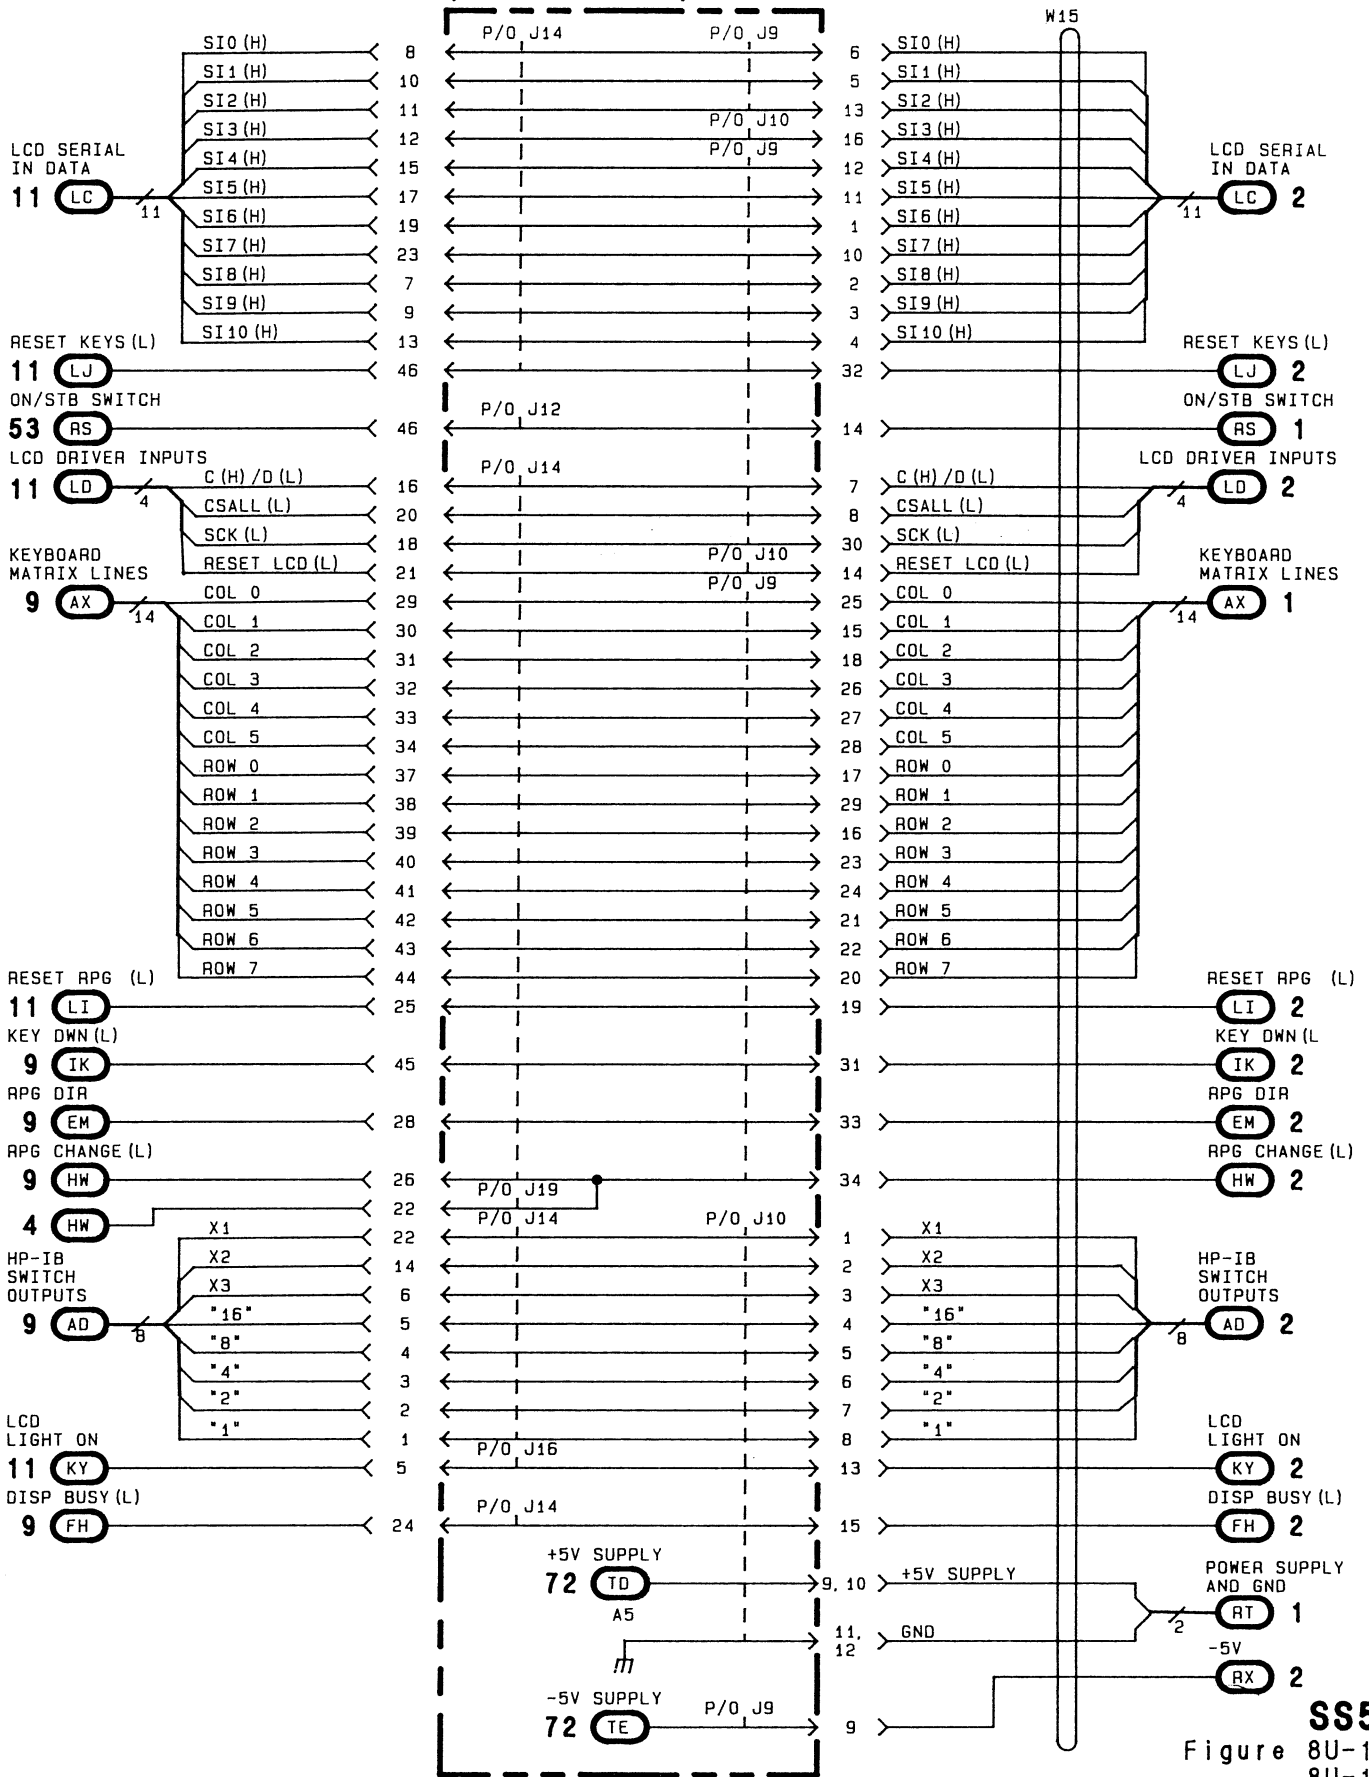 W15
P/O J14 P/O J9
SI0(H) 8 6 SI0(H)
SI1(H) 10 5 SI1(H)
SI2(H) 11 13 SI2(H)
P/O J10
SI3(H) 12 16 SI3(H)
P/O J9
LCD SERIAL
IN DATA
11 LC 11
SI4(H) 15 12 SI4(H)
SI5(H) 17 11 SI5(H)
LCD SERIAL
IN DATA
11 LC 2
SI6(H) 19 1 SI6(H)
SI7(H) 23 10 SI7(H)
SI8(H) 7 2 SI8(H)
SI9(H) 9 3 SI9(H)
SI10(H) 13 4 SI10(H)
RESET KEYS(L) RESET KEYS(L)
11 LJ 46 32 LJ 2
ON/STB SWITCH P/O J12 ON/STB SWITCH
53 RS 46 14 RS 1
LCD DRIVER INPUTS P/O J14 LCD DRIVER INPUTS
11 LD 4 C(H)/D(L) 16 7 C(H)/D(L) 4 LD 2
CSALL(L) 20 8 CSALL(L)
SCK(L) 18 30 SCK(L)
P/O J10
RESET LCD(L) 21 14 RESET LCD(L)
P/O J9
KEYBOARD
MATRIX LINES
9 AX 14
KEYBOARD
MATRIX LINES
14 AX 1
COL 0 29 25 COL 0
COL 1 30 15 COL 1
COL 2 31 18 COL 2
COL 3 32 26 COL 3
COL 4 33 27 COL 4
COL 5 34 28 COL 5
ROW 0 37 17 ROW 0
ROW 1 38 29 ROW 1
ROW 2 39 16 ROW 2
ROW 3 40 23 ROW 3
ROW 4 41 24 ROW 4
ROW 5 42 21 ROW 5
ROW 6 43 22 ROW 6
ROW 7 44 20 ROW 7
RESET RPG (L) RESET RPG (L)
11 LI 25 19 LI 2
KEY DWN(L) KEY DWN(L
9 IK 45 31 IK 2
RPG DIR RPG DIR
9 EM 28 33 EM 2
RPG CHANGE(L) RPG CHANGE(L)
9 HW 26 34 HW 2
P/O J19
4 HW 22
P/O J14 P/O J10
X1 22 1 X1
X2 14 2 X2
X3 6 3 X3
HP-IB
SWITCH
OUTPUTS
9 AD 8
HP-IB
SWITCH
OUTPUTS
8 AD 2
"16" 5 4 "16"
"8" 4 5 "8"
"4" 3 6 "4"
"2" 2 7 "2"
"1" 1 8 "1"
LCD
LIGHT ON
P/O J16
LCD
LIGHT ON
11 KY 5 13 KY 2
DISP BUSY(L) P/O J14 DISP BUSY(L)
9 FH 24 15 FH 2
+5V SUPPLY
72 TD 9,10 +5V SUPPLY
A5
POWER SUPPLY
AND GND
2 RT 1
11,
12 GND
-5V
RX 2
-5V SUPPLY P/O J9
72 TE 9
SS5
Figure 8U-1
8U-1